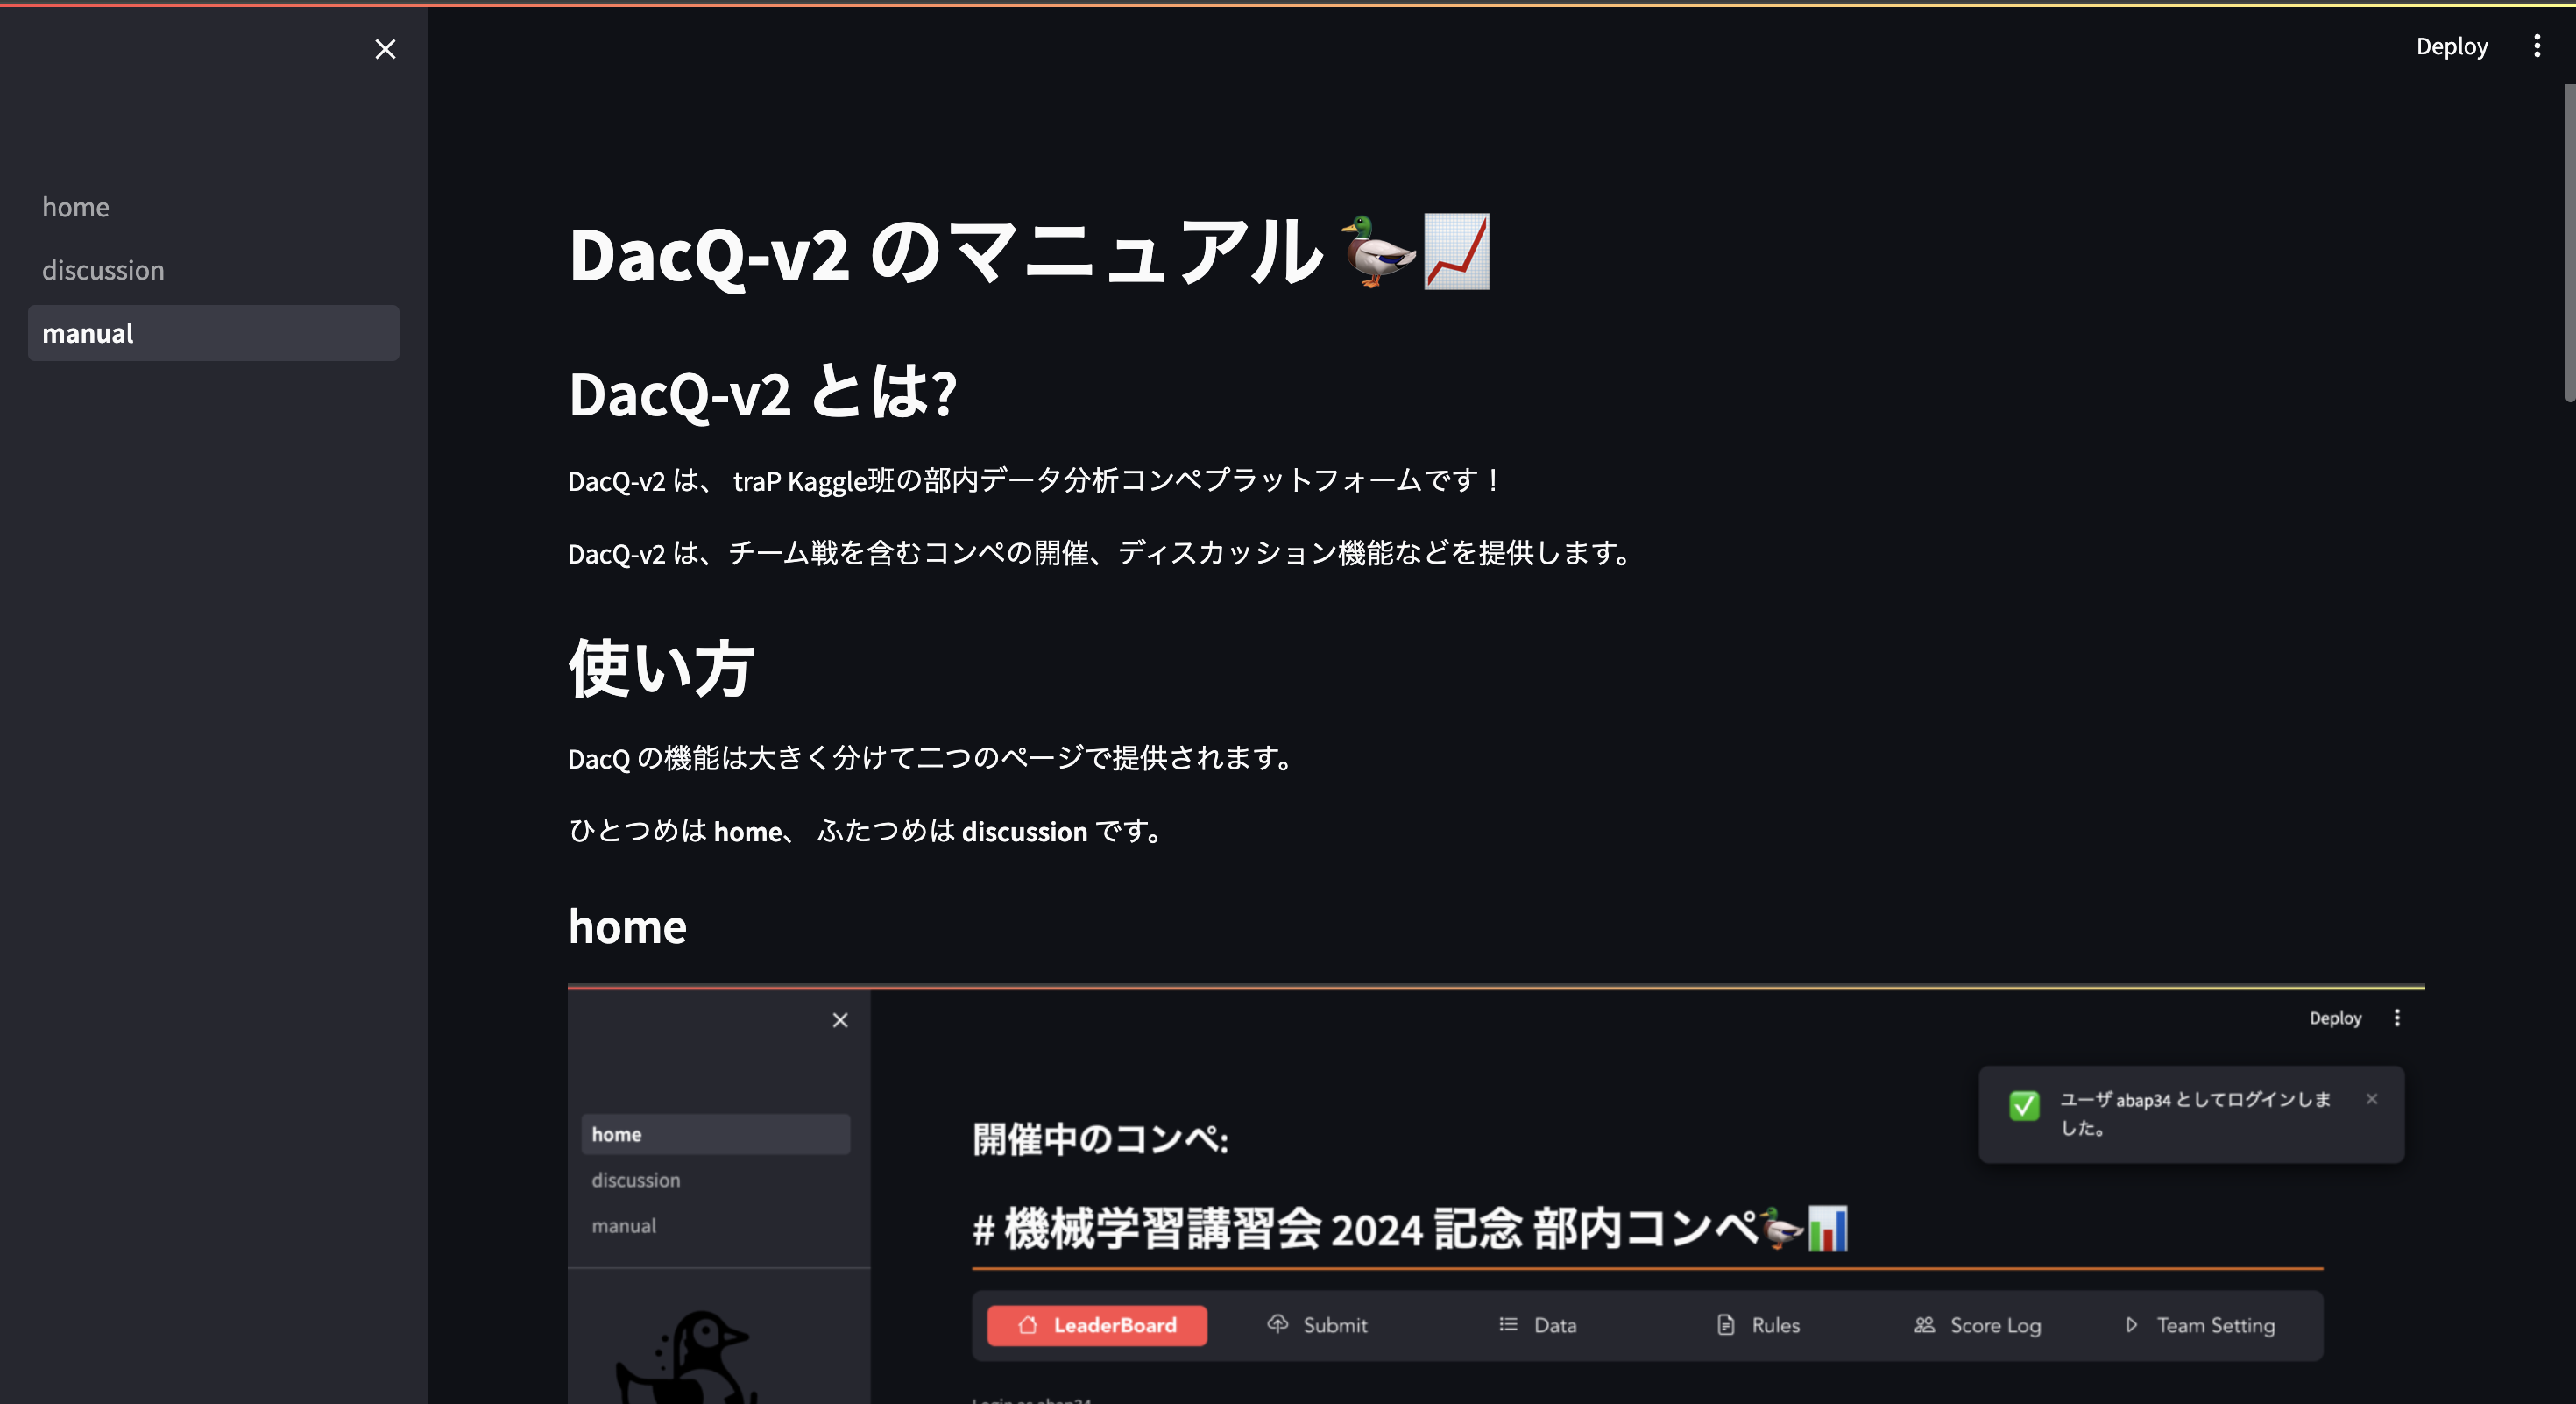 Deploy
home
discussion
manual
DacQ-v2 のマニュアル🦆📈
DacQ-v2 とは?
DacQ-v2 は、 traP Kaggle班の部内データ分析コンペプラットフォームです！
DacQ-v2 は、チーム戦を含むコンペの開催、ディスカッション機能などを提供します。
使い方
DacQ の機能は大きく分けて二つのページで提供されます。
ひとつめは home、 ふたつめは discussion です。
home
Deploy
ユーザ abap34 としてログインしま
した。
home
discussion
manual
開催中のコンペ:
# 機械学習講習会 2024 記念 部内コンペ🦆📊
LeaderBoard
Submit
Data
Rules
Score Log
Team Setting